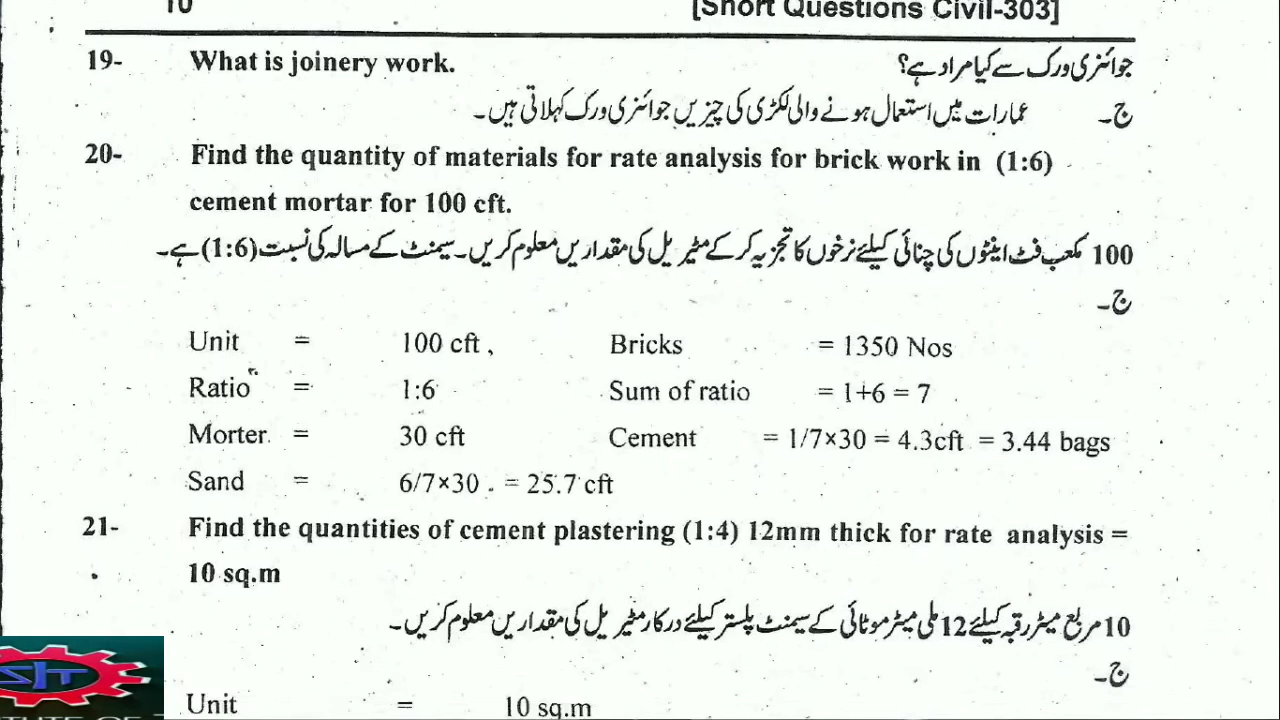 10 [Short Questions Civil-303]
19- What is joinery work. جوائنری ورک سے کیا مراد ہے؟
ج۔ عمارات میں استعمال ہونے والی لکڑی کی چیزیں جوائنری ورک کہلاتی ہیں۔
20- Find the quantity of materials for rate analysis for brick work in (1:6)
cement mortar for 100 cft.
100 مکعب فٹ اینٹوں کی چنائی کیلئے نرخوں کا تجزیہ کر کے مٹیریل کی مقداریں معلوم کریں۔ سیمنٹ کے مسالہ کی نسبت (1:6) ہے۔
ج۔
Unit = 100 cft , Bricks = 1350 Nos
Ratio = 1:6 Sum of ratio = 1+6 = 7
Morter = 30 cft Cement = 1/7×30 = 4.3cft = 3.44 bags
Sand = 6/7×30 = 25.7 cft
21- Find the quantities of cement plastering (1:4) 12mm thick for rate analysis =
10 sq.m
10 مربع میٹر رقبہ کیلئے 12 ملی میٹر موٹائی کے سیمنٹ پلستر کیلئے درکار مٹیریل کی مقداریں معلوم کریں۔
ج۔
Unit = 10 sq.m